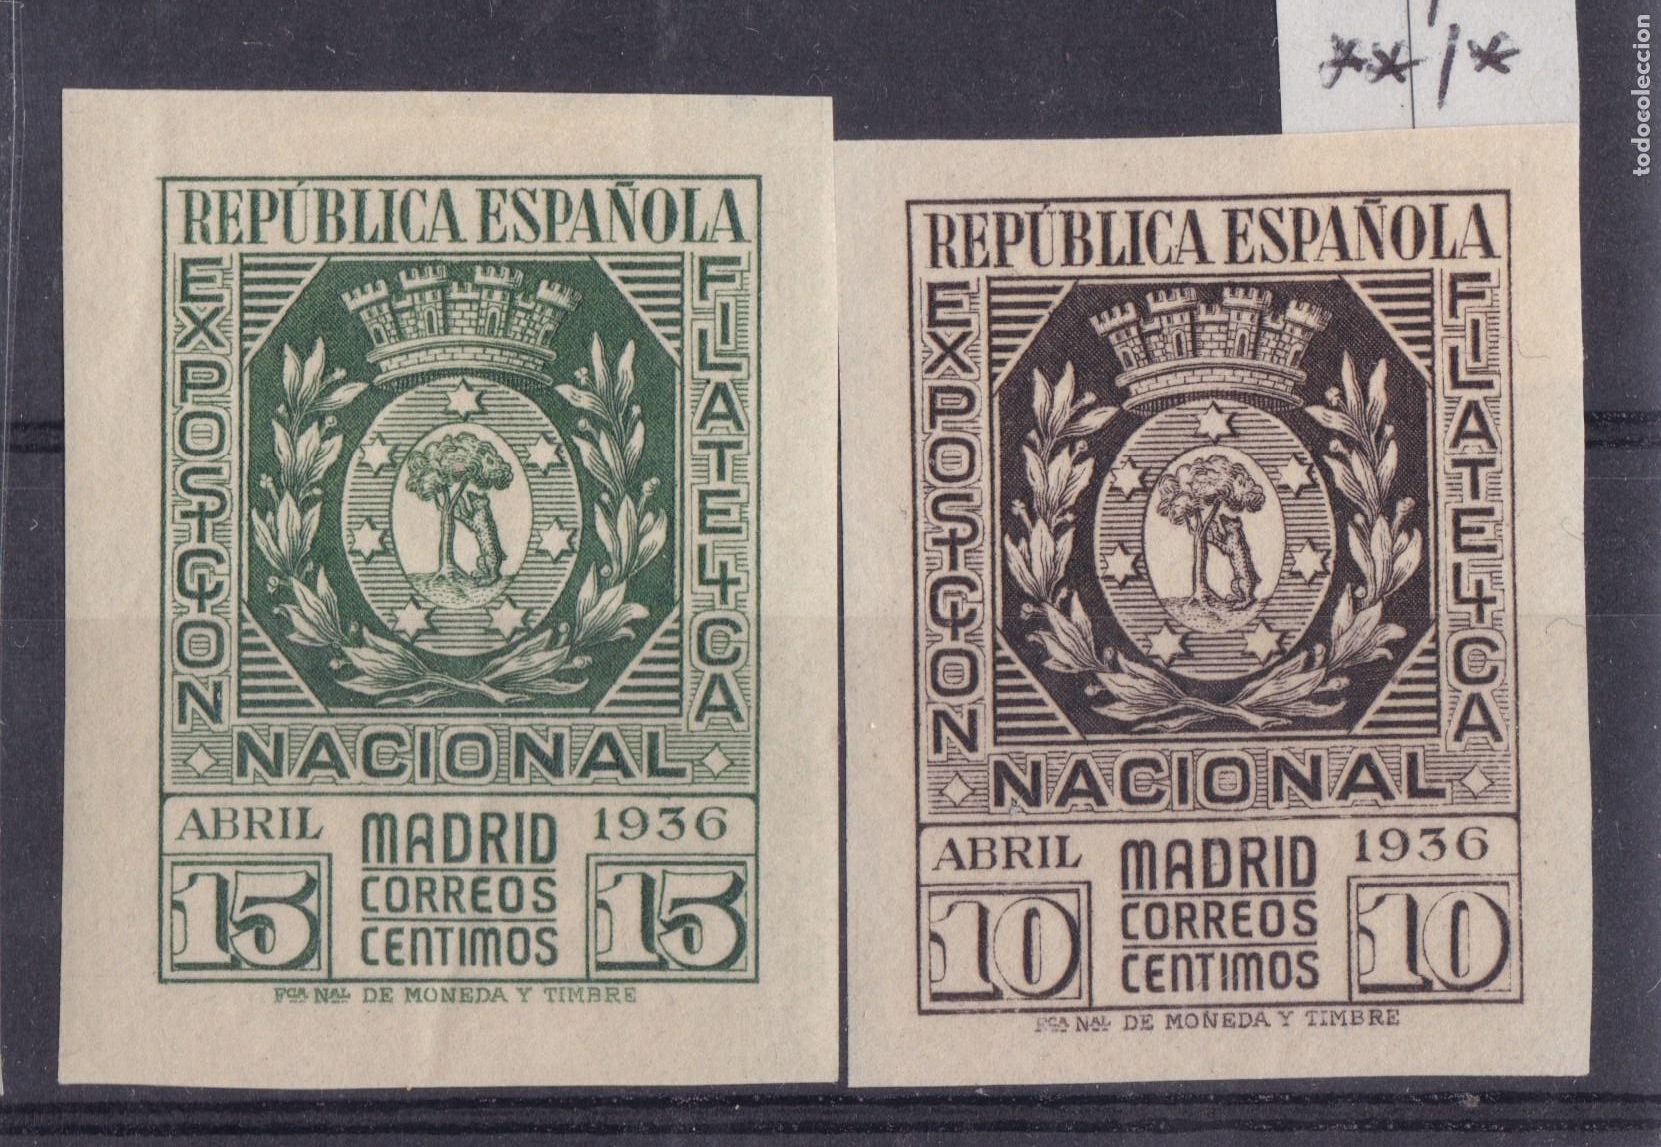 **/*
todocoleccion
REPÚBLICA ESPAÑOLA
EXPOSICION
FILATELICA
NACIONAL
ABRIL MADRID 1936
15 CORREOS 15
CENTIMOS
FCA NAL DE MONEDA Y TIMBRE
REPÚBLICA ESPAÑOLA
EXPOSICION
FILATELICA
NACIONAL
ABRIL MADRID 1936
10 CORREOS 10
CENTIMOS
FCA NAL DE MONEDA Y TIMBRE